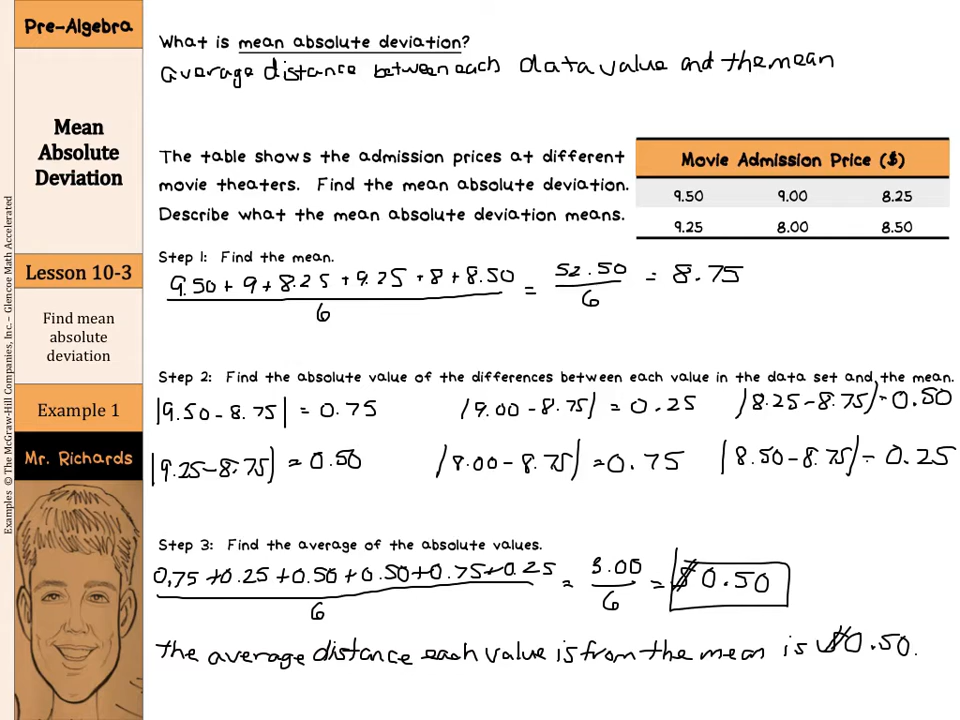 Pre-Algebra
Mean
Absolute
Deviation
Lesson 10-3
Find mean
absolute
deviation
Example 1
Mr. Richards
Examples © The McGraw-Hill Companies, Inc. – Glencoe Math Accelerated
What is mean absolute deviation?
average distance between each data value and the mean
The table shows the admission prices at different
movie theaters. Find the mean absolute deviation.
Describe what the mean absolute deviation means.
Movie Admission Price ($)
9.50 9.00 8.25
9.25 8.00 8.50
Step 1: Find the mean.
9.50 + 9 + 8.25 + 9.25 + 8 + 8.50 / 6 = 52.50 / 6 = 8.75
Step 2: Find the absolute value of the differences between each value in the data set and the mean.
|9.50 - 8.75| = 0.75 |9.00 - 8.75| = 0.25 |8.25 - 8.75| = 0.50
|9.25 - 8.75| = 0.50 |8.00 - 8.75| = 0.75 |8.50 - 8.75| = 0.25
Step 3: Find the average of the absolute values.
0.75 + 0.25 + 0.50 + 0.50 + 0.75 + 0.25 / 6 = 3.00 / 6 = $0.50
the average distance each value is from the mean is $0.50.